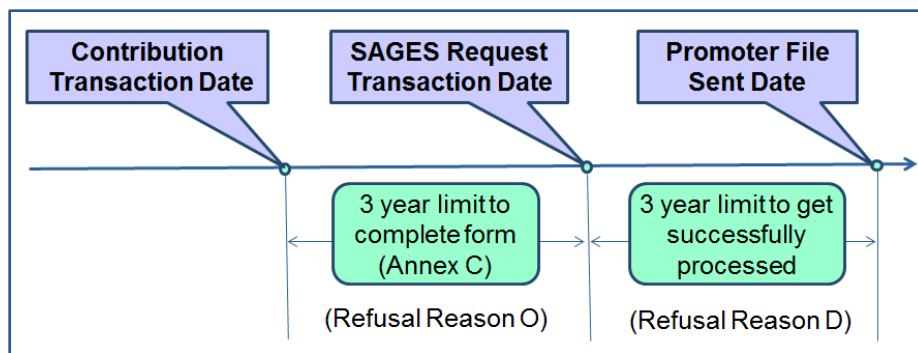 Contribution
Transaction Date
SAGES Request
Transaction Date
Promoter File
Sent Date
3 year limit to
complete form
(Annex C)
3 year limit to get
successfully
processed
(Refusal Reason O)
(Refusal Reason D)